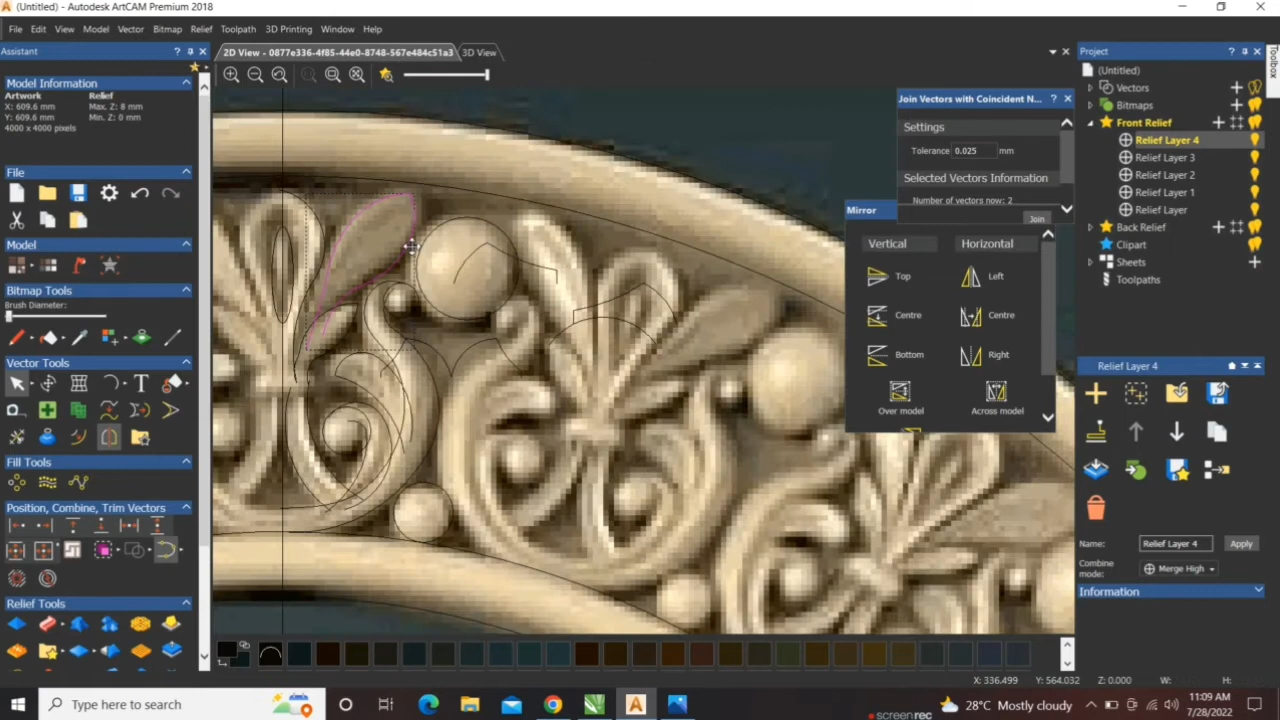 (Untitled) - Autodesk ArtCAM Premium 2018
File Edit View Model Vector Bitmap Relief Toolpath 3D Printing Window Help
Assistant
2D View - 0877e336-4f85-44e0-8748-567e484c51a3
3D View
Model Information
Artwork Relief
X: 609.6 mm Max. Z: 8 mm
Y: 609.6 mm Min. Z: 0 mm
4000 x 4000 pixels
File
Model
Bitmap Tools
Brush Diameter:
Vector Tools
Fill Tools
Position, Combine, Trim Vectors
Relief Tools
Join Vectors with Coincident N...
Settings
Tolerance 0.025 mm
Selected Vectors Information
Number of vectors now: 2
Join
Mirror
Vertical Horizontal
Top Left
Centre Centre
Bottom Right
Over model Across model
Project
Toolbox
(Untitled)
Vectors
Bitmaps
Front Relief
Relief Layer 4
Relief Layer 3
Relief Layer 2
Relief Layer 1
Relief Layer
Back Relief
Clipart
Sheets
Toolpaths
Relief Layer 4
Name: Relief Layer 4 Apply
Combine mode: Merge High
Information
X: 336.499 Y: 564.032 Z: 0.000 W: H:
Type here to search
28°C Mostly cloudy
11:09 AM
7/28/2022
screenrec